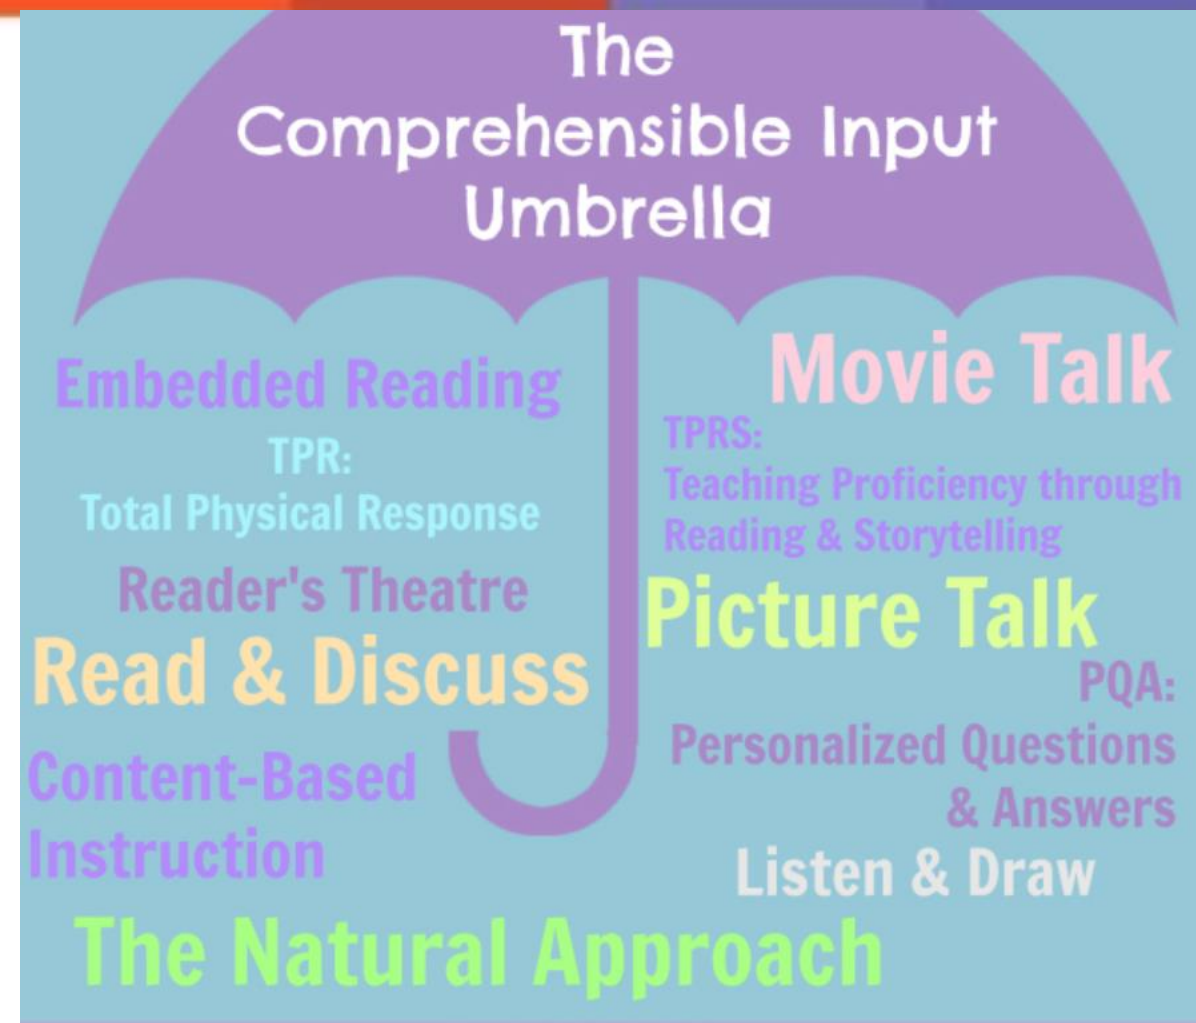 The
Comprehensible Input
Umbrella
Embedded Reading
TPR:
Total Physical Response
Reader's Theatre
Read & Discuss
Content-Based
Instruction
Movie Talk
TPRS:
Teaching Proficiency through
Reading & Storytelling
Picture Talk
PQA:
Personalized Questions
& Answers
Listen & Draw
The Natural Approach